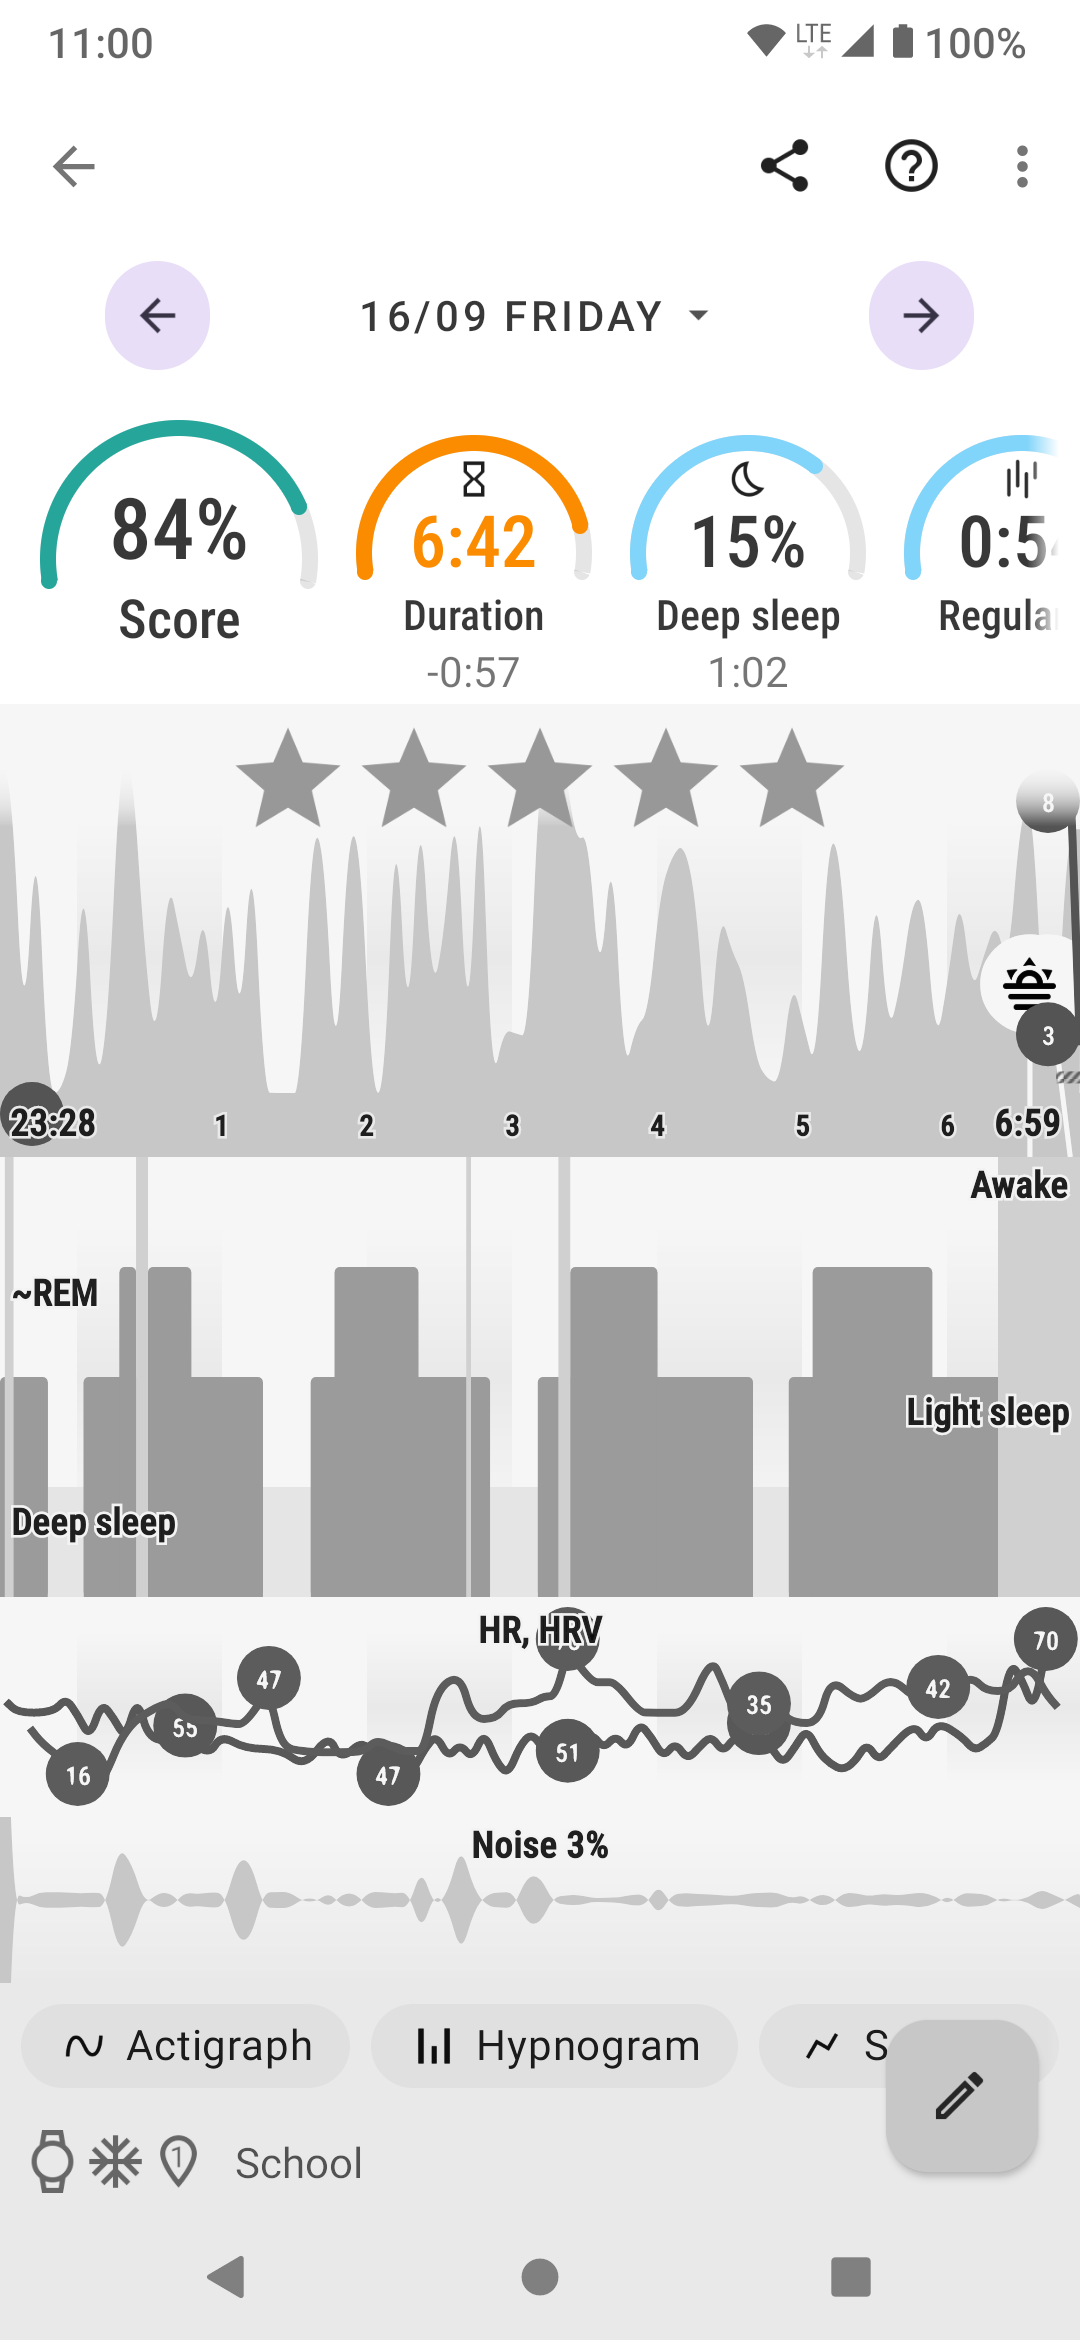 11:00 LTE 100%
16/09 FRIDAY
84% 6:42 15%
Score Duration Deep sleep
-0:57 1:02
8
3
23:28 1 2 3 4 5 6 6:59
Awake
~REM
Light sleep
Deep sleep
HR, HRV
70
47
42
35
55
51
16 47
Noise 3%
Actigraph Hypnogram S
1 School